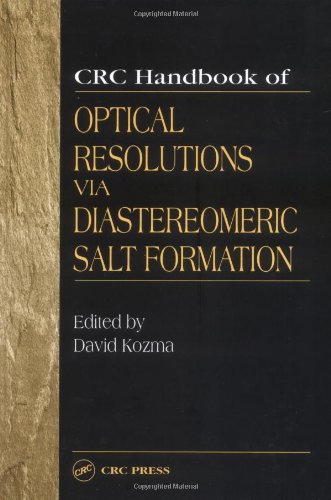 CRC Handbook of
OPTICAL
RESOLUTIONS
VIA
DIASTEREOMERIC
SALT FORMATION
Edited by
David Kozma
CRC
CRC PRESS